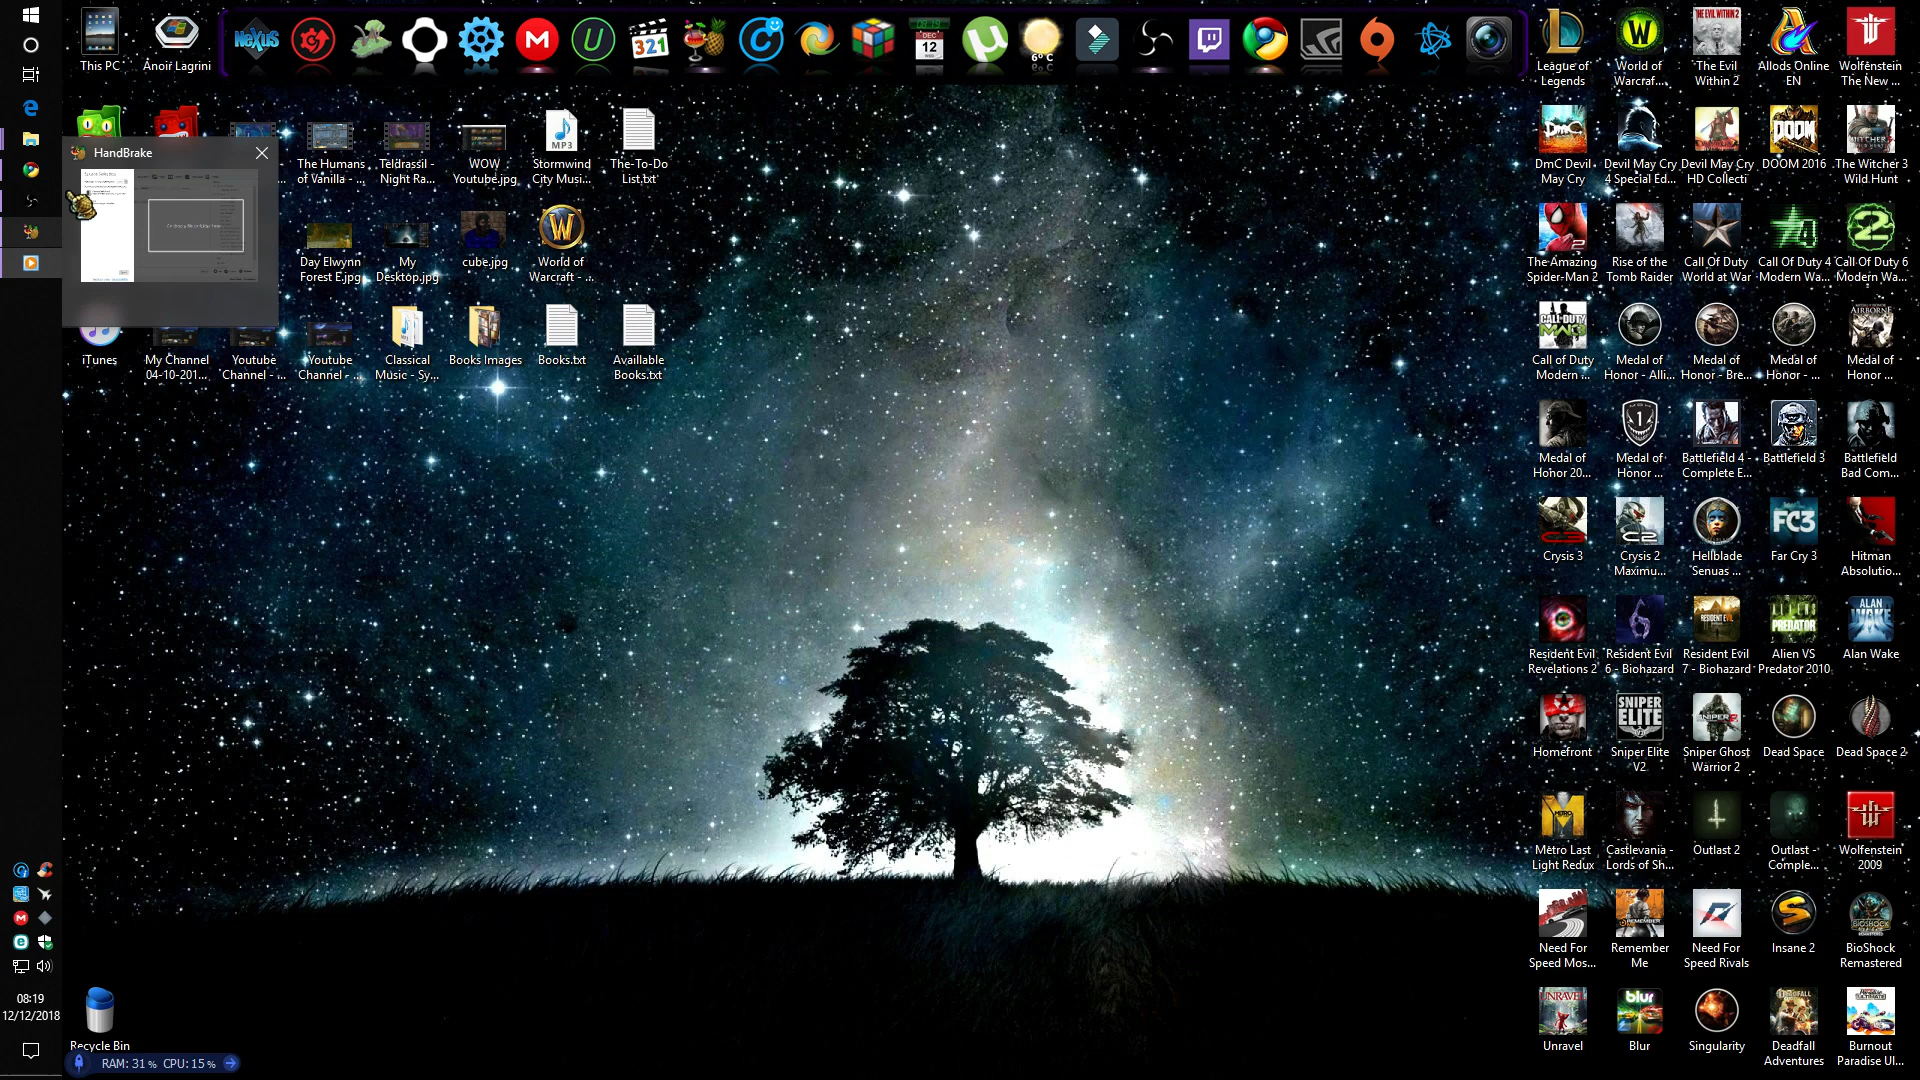 This PC
Anoir Lagrini
NeXuS
321
DEC
12
6° C
HandBrake
The Humans
of Vanilla - ...
Teldrassil -
Night Ra...
WOW
Youtube.jpg
MP3
Stormwind
City Musi...
The-To-Do
List.txt
Day Elwynn
Forest E.jpg
My
Desktop.jpg
cube.jpg
World of
Warcraft - ...
iTunes
My Channel
04-10-201...
Youtube
Channel - ...
Youtube
Channel - ...
Classical
Music - Sy...
Books Images
Books.txt
Availlable
Books.txt
League of
Legends
World of
Warcraf...
The Evil
Within 2
Allods Online
EN
Wolfenstein
The New ...
DmC Devil
May Cry
Devil May Cry
4 Special Ed...
Devil May Cry
HD Collecti
DOOM 2016
The Witcher 3
Wild Hunt
The Amazing
Spider-Man 2
Rise of the
Tomb Raider
Call Of Duty
World at War
Call Of Duty 4
Modern Wa...
Call Of Duty 6
Modern Wa...
Call of Duty
Modern ...
Medal of
Honor - Alli...
Medal of
Honor - Bre...
Medal of
Honor - ...
Medal of
Honor ...
Medal of
Honor 20...
Medal of
Honor ...
Battlefield 4 -
Complete E...
Battlefield 3
Battlefield
Bad Com...
Crysis 3
Crysis 2
Maximu...
Hellblade
Senuas ...
FC3
Far Cry 3
Hitman
Absolutio...
Resident Evil
Revelations 2
Resident Evil
6 - Biohazard
Resident Evil
7 - Biohazard
Alien VS
Predator 2010
Alan Wake
Homefront
Sniper Elite
V2
Sniper Ghost
Warrior 2
Dead Space
Dead Space 2
Metro Last
Light Redux
Castlevania -
Lords of Sh...
Outlast 2
Outlast -
Comple...
Wolfenstein
2009
Need For
Speed Mos...
Remember
Me
Need For
Speed Rivals
Insane 2
BioShock
Remastered
Unravel
Blur
Singularity
Deadfall
Adventures
Burnout
Paradise Ul...
08:19
12/12/2018
Recycle Bin
RAM: 31% CPU: 15%